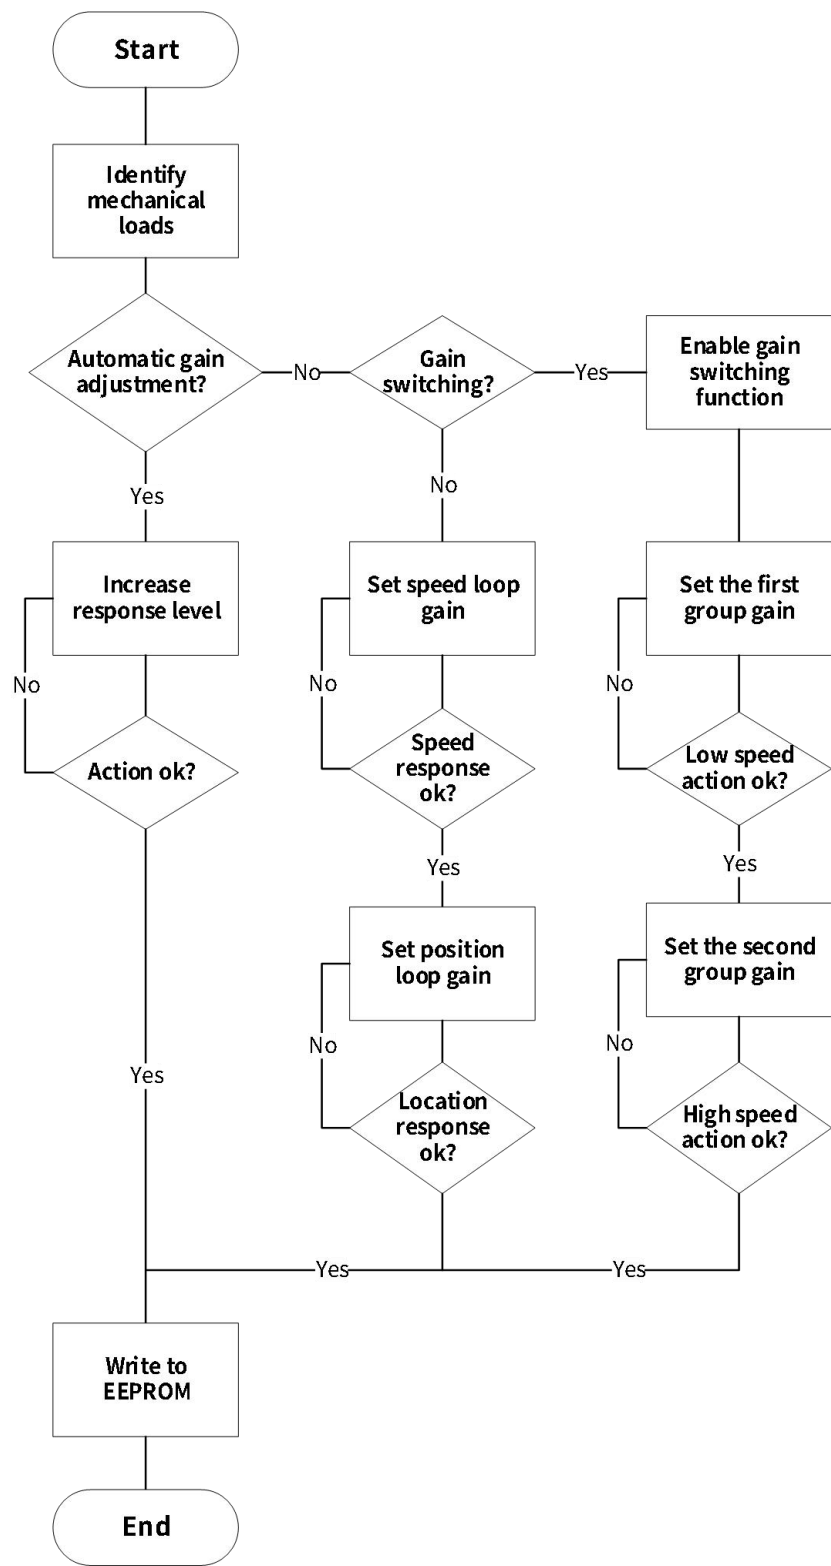 Start
Identify
mechanical
loads
Automatic gain
adjustment?
No
Gain
switching?
Yes
Enable gain
switching
function
Yes
No
Increase
response level
Set speed loop
gain
Set the first
group gain
No
No
No
Action ok?
Speed
response
ok?
Low speed
action ok?
Yes
Yes
Set position
loop gain
Set the second
group gain
No
No
Yes
Location
response
ok?
High speed
action ok?
Yes
Yes
Write to
EEPROM
End